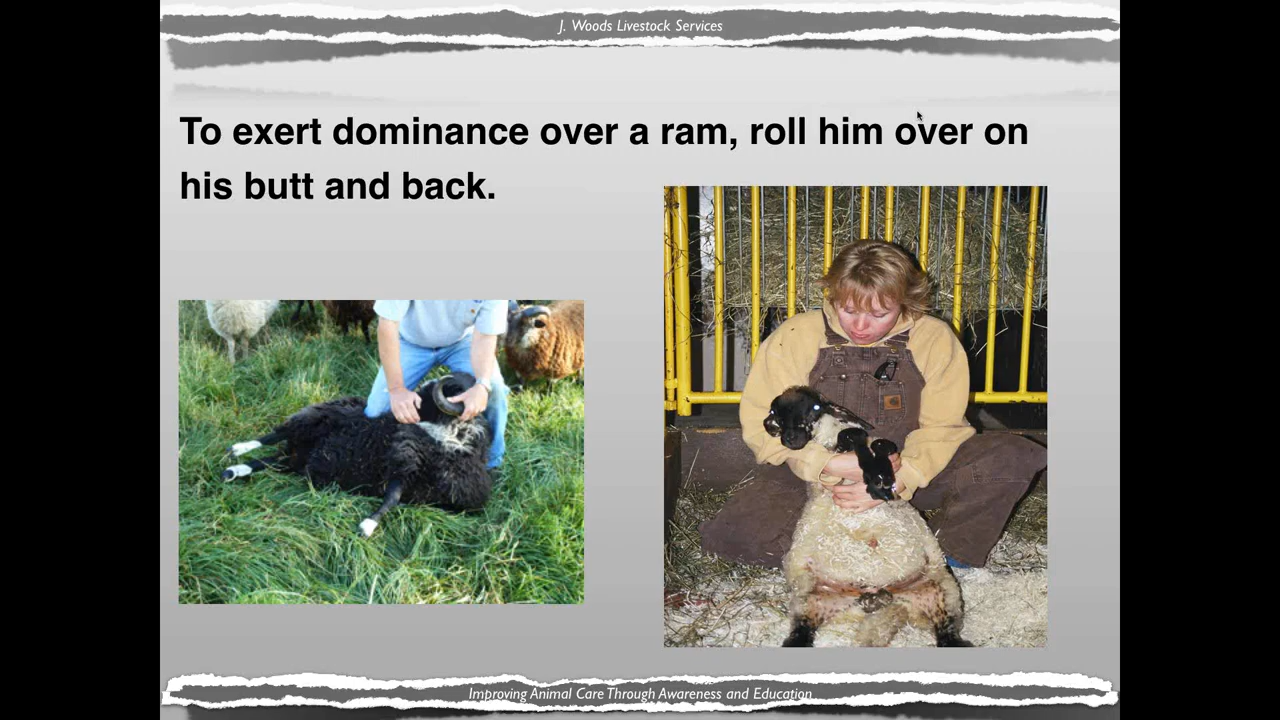 J. Woods Livestock Services
To exert dominance over a ram, roll him over on
his butt and back.
Improving Animal Care Through Awareness and Education